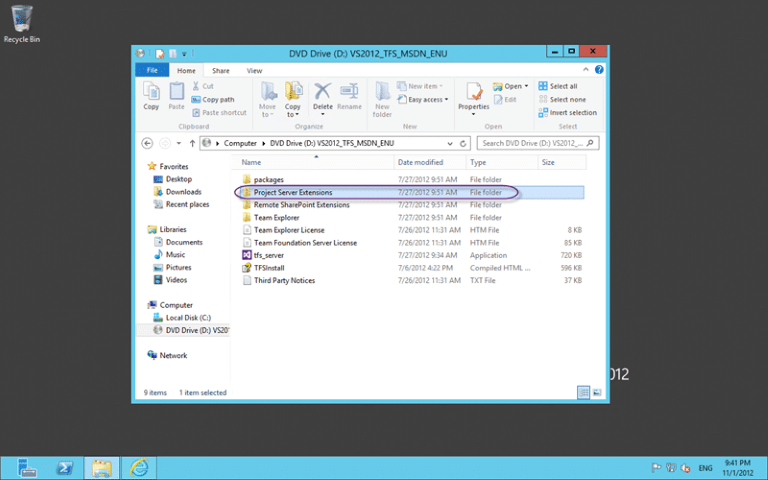 Recycle Bin
DVD Drive (D:) VS2012_TFS_MSDN_ENU
File Home Share View
Copy
Paste
Cut
Copy path
Paste shortcut
Clipboard
Move to
Copy to
Delete
Rename
Organize
New folder
New item
Easy access
New
Properties
Open
Edit
Open
Select all
Select none
Invert selection
Select
Computer DVD Drive (D:) VS2012_TFS_MSDN_ENU
Search DVD Drive (D:) VS2012_...
Name Date modified Type Size
Favorites
Desktop
Downloads
Recent places
Libraries
Documents
Music
Pictures
Videos
Computer
Local Disk (C:)
DVD Drive (D:) VS20
Network
packages 7/27/2012 9:51 AM File folder
Project Server Extensions 7/27/2012 9:51 AM File folder
Remote SharePoint Extensions 7/27/2012 9:51 AM File folder
Team Explorer 7/27/2012 9:51 AM File folder
Team Explorer License 7/26/2012 11:31 AM HTM File 8 KB
Team Foundation Server License 7/26/2012 11:31 AM HTM File 85 KB
tfs_server 7/27/2012 9:34 AM Application 720 KB
TFSInstall 7/6/2012 4:22 PM Compiled HTML ... 596 KB
Third Party Notices 7/26/2012 11:31 AM TXT File 37 KB
9 items 1 item selected
012
ENG
9:41 PM
11/1/2012